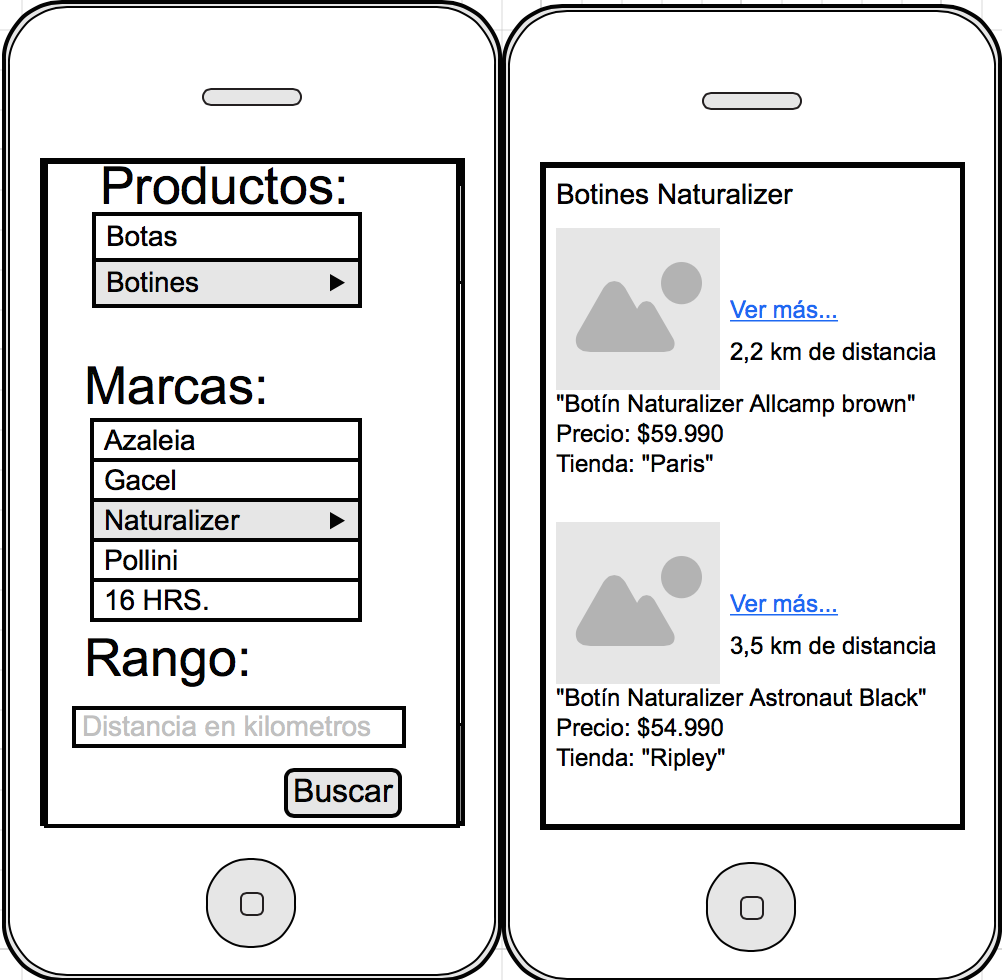 Productos:
Botas
Botines
Marcas:
Azaleia
Gacel
Naturalizer
Pollini
16 HRS.
Rango:
Distancia en kilometros
Buscar
Botines Naturalizer
Ver más...
2,2 km de distancia
"Botín Naturalizer Allcamp brown"
Precio: $59.990
Tienda: "Paris"
Ver más...
3,5 km de distancia
"Botín Naturalizer Astronaut Black"
Precio: $54.990
Tienda: "Ripley"